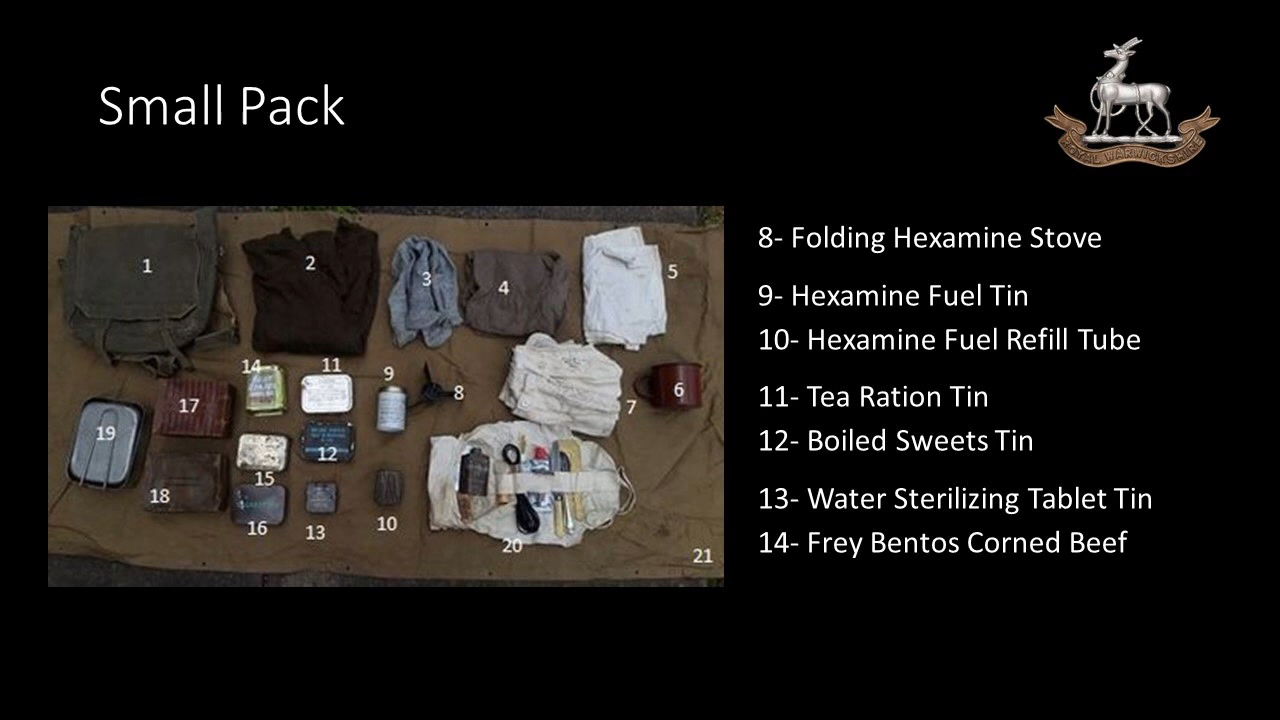 Small Pack
ROYAL WARWICKSHIRE
8- Folding Hexamine Stove
9- Hexamine Fuel Tin
10- Hexamine Fuel Refill Tube
11- Tea Ration Tin
12- Boiled Sweets Tin
13- Water Sterilizing Tablet Tin
14- Frey Bentos Corned Beef
1
2
3
4
5
14
11
9
8
6
17
7
19
12
15
18
16
13
10
20
21